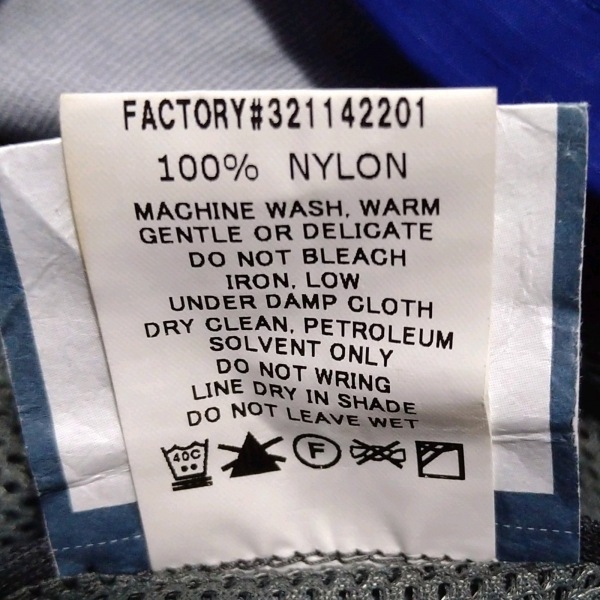 FACTORY#321142201
100% NYLON
MACHINE WASH, WARM
GENTLE OR DELICATE
DO NOT BLEACH
IRON, LOW
UNDER DAMP CLOTH
DRY CLEAN, PETROLEUM
SOLVENT ONLY
DO NOT WRING
LINE DRY IN SHADE
DO NOT LEAVE WET
40C F